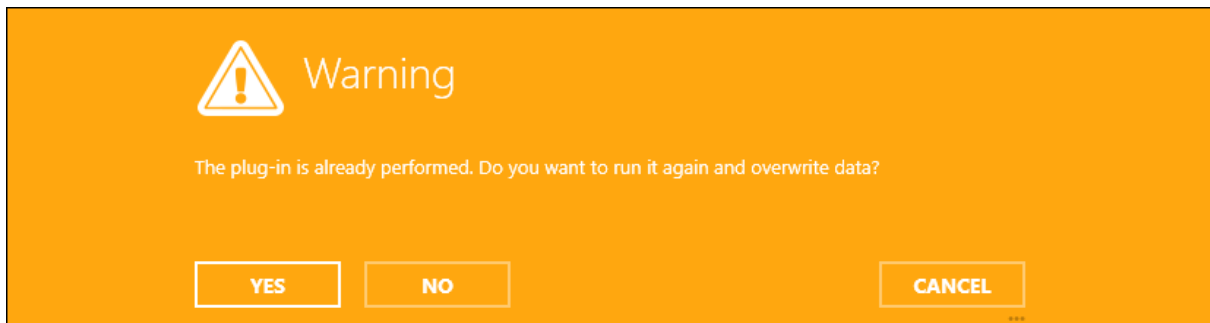 Warning
The plug-in is already performed. Do you want to run it again and overwrite data?
YES NO CANCEL